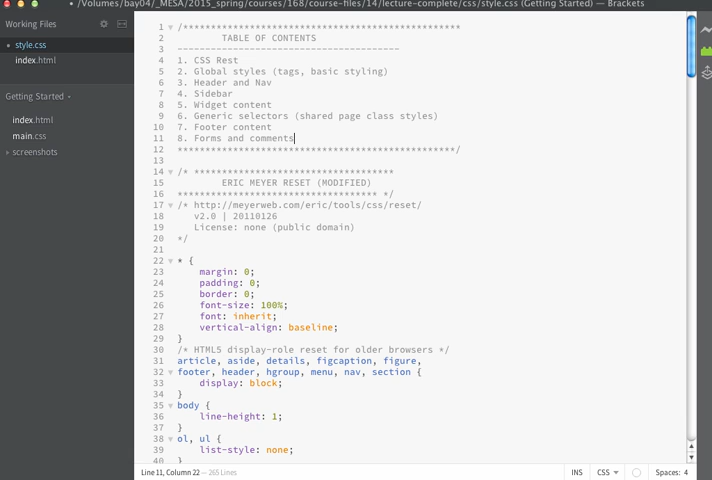 /Volumes/bay04/_MESA/2015_spring/courses/168/course-files/14/lecture-complete/css/style.css (Getting Started) — Brackets
Working Files
style.css
index.html
Getting Started
index.html
main.css
screenshots
1 /**************************************************
2 TABLE OF CONTENTS
3 ----------------------------------------
4 1. CSS Rest
5 2. Global styles (tags, basic styling)
6 3. Header and Nav
7 4. Sidebar
8 5. Widget content
9 6. Generic selectors (shared page class styles)
10 7. Footer content
11 8. Forms and comments
12 **************************************************/
13
14 /* ************************************
15 ERIC MEYER RESET (MODIFIED)
16 ************************************ */
17 /* http://meyerweb.com/eric/tools/css/reset/
18 v2.0 | 20110126
19 License: none (public domain)
20 */
21
22 * {
23 margin: 0;
24 padding: 0;
25 border: 0;
26 font-size: 100%;
27 font: inherit;
28 vertical-align: baseline;
29 }
30 /* HTML5 display-role reset for older browsers */
31 article, aside, details, figcaption, figure,
32 footer, header, hgroup, menu, nav, section {
33 display: block;
34 }
35 body {
36 line-height: 1;
37 }
38 ol, ul {
39 list-style: none;
40 }
Line 11, Column 22 — 265 Lines
INS
CSS
Spaces: 4